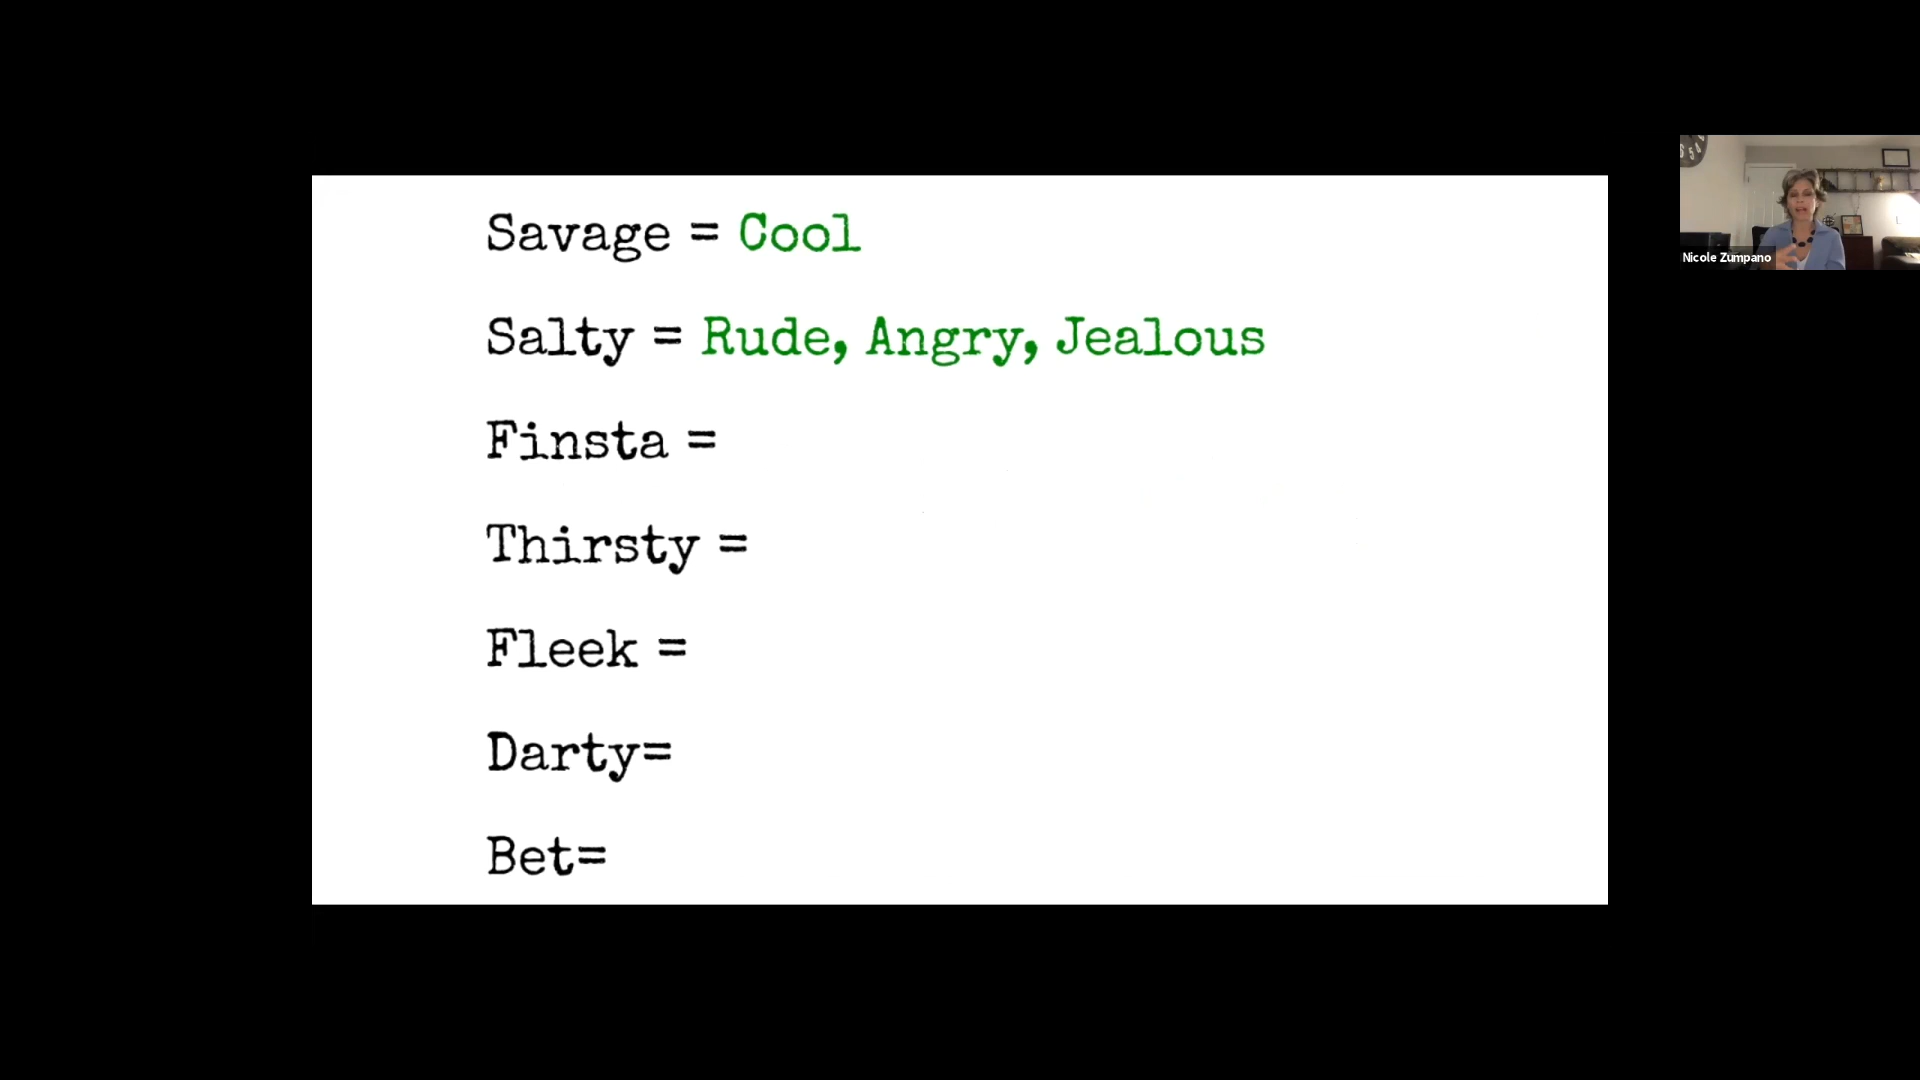 Savage = Cool
Salty = Rude, Angry, Jealous
Finsta =
Thirsty =
Fleek =
Darty=
Bet=
Nicole Zumpano